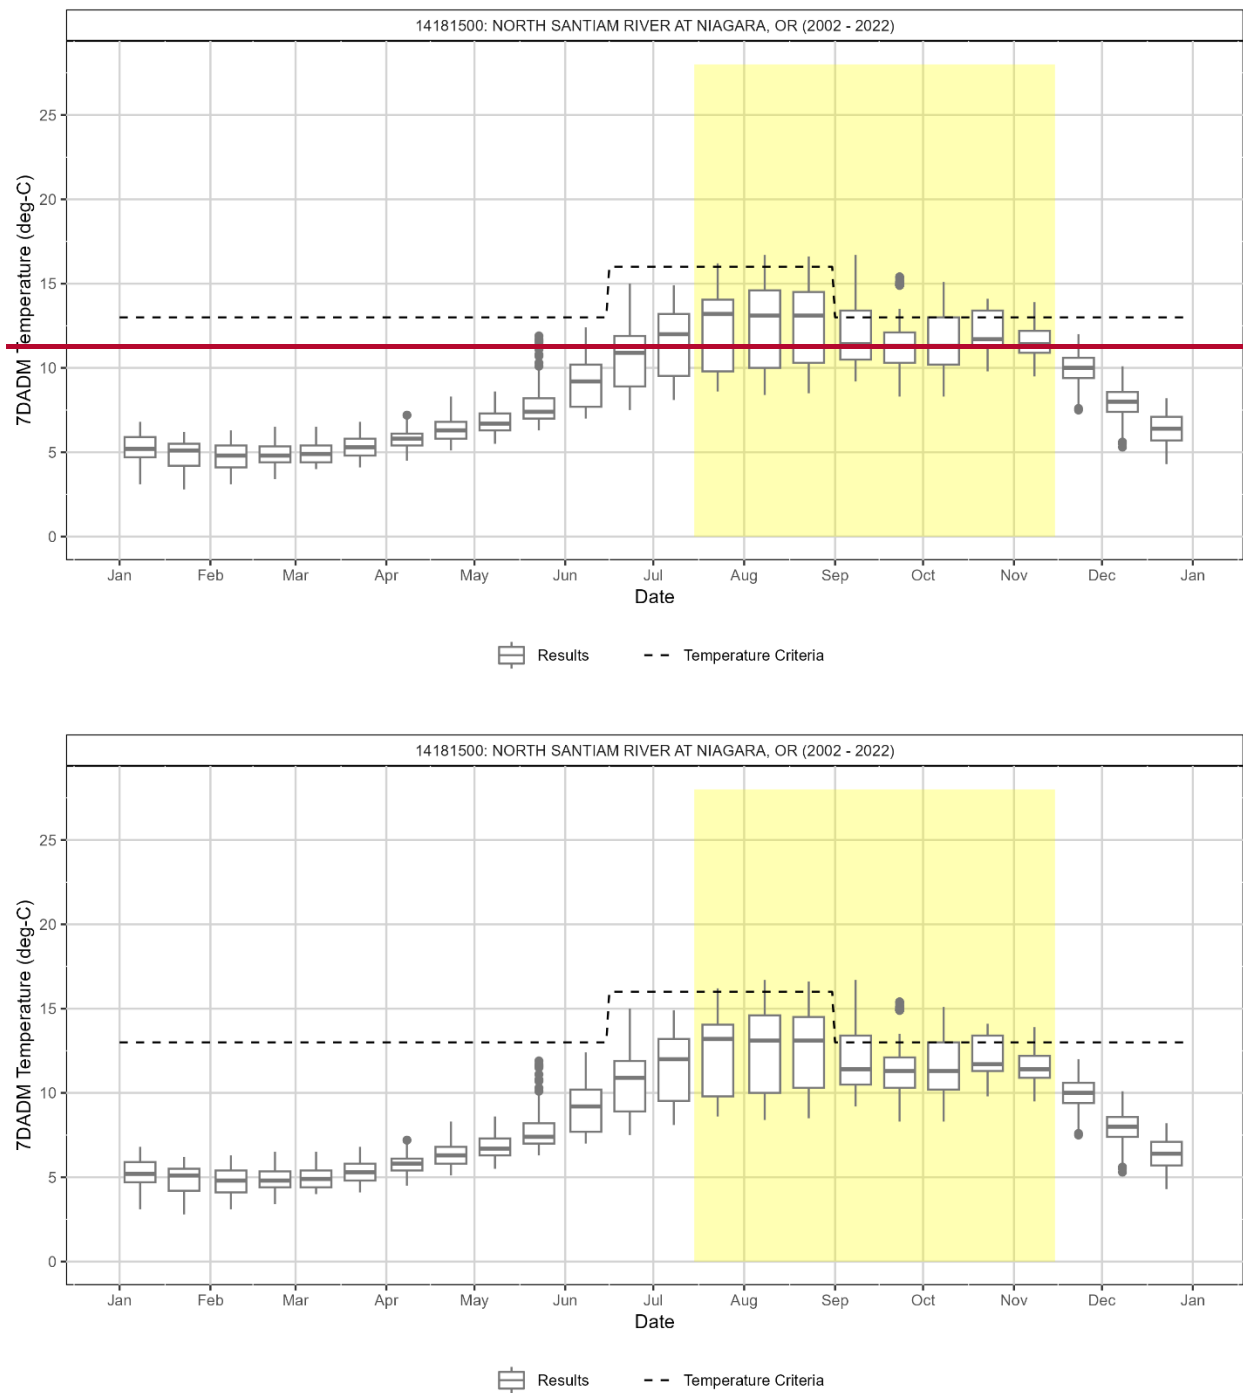 14181500: NORTH SANTIAM RIVER AT NIAGARA, OR (2002 - 2022)
25
20
15
10
5
0
7DADM Temperature (deg-C)
Jan Feb Mar Apr May Jun Jul Aug Sep Oct Nov Dec Jan
Date
Results Temperature Criteria
14181500: NORTH SANTIAM RIVER AT NIAGARA, OR (2002 - 2022)
25
20
15
10
5
0
7DADM Temperature (deg-C)
Jan Feb Mar Apr May Jun Jul Aug Sep Oct Nov Dec Jan
Date
Results Temperature Criteria